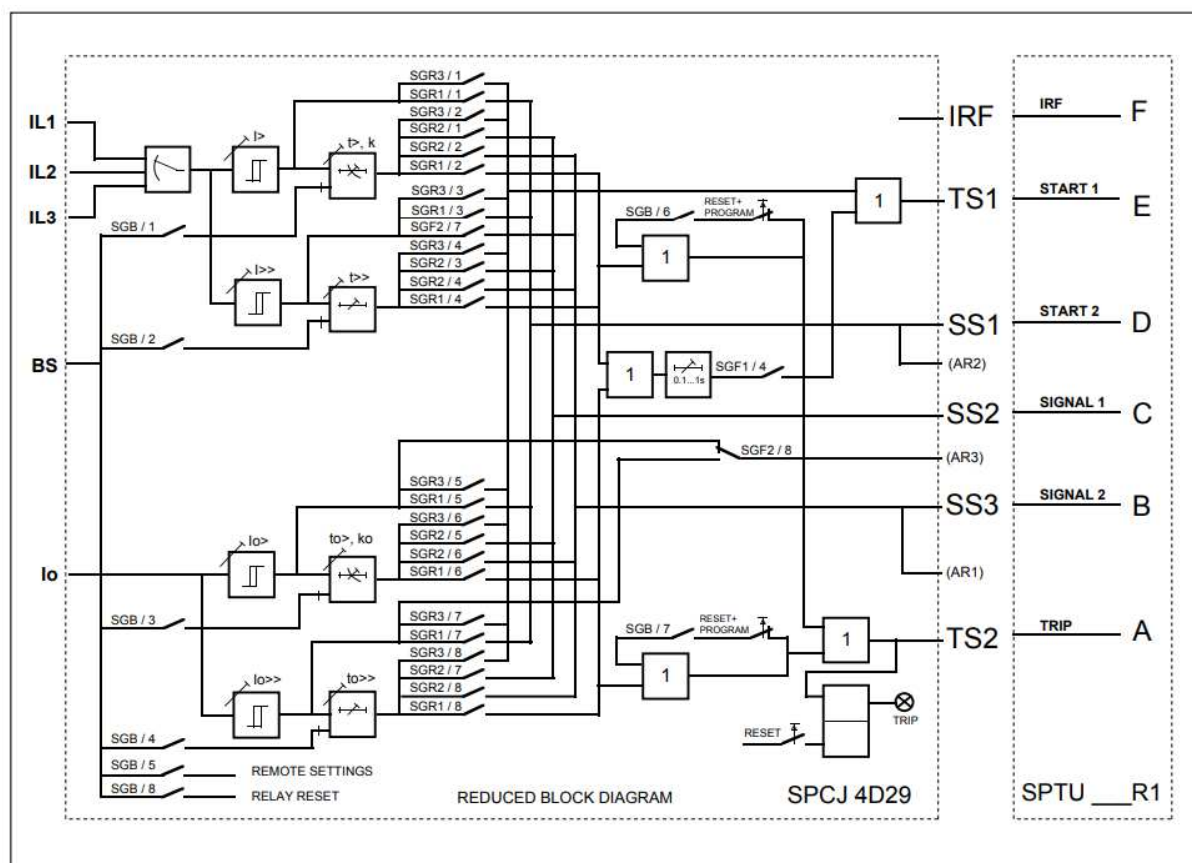 SGR3 / 1
SGR1 / 1
SGR3 / 2
SGR2 / 1
SGR2 / 2
SGR1 / 2
IL1
IL2
IL3
I>
t>, k
SGR3 / 3
SGR1 / 3
SGF2 / 7
SGR3 / 4
SGR2 / 3
SGR2 / 4
SGR1 / 4
SGB / 1
I>>
t>>
SGB / 2
BS
SGB / 6
RESET+
PROGRAM
1
1
1
0.1...1s
SGF1 / 4
IRF
IRF
F
TS1
START 1
E
SS1
START 2
D
(AR2)
SS2
SIGNAL 1
C
SGF2 / 8
(AR3)
SS3
SIGNAL 2
B
(AR1)
SGR3 / 5
SGR1 / 5
SGR3 / 6
SGR2 / 5
SGR2 / 6
SGR1 / 6
Io>
to>, ko
Io
SGB / 3
SGR3 / 7
SGR1 / 7
SGR3 / 8
SGR2 / 7
SGR2 / 8
SGR1 / 8
Io>>
to>>
SGB / 7
RESET+
PROGRAM
1
1
TS2
TRIP
A
TRIP
RESET
SGB / 4
SGB / 5
REMOTE SETTINGS
SGB / 8
RELAY RESET
REDUCED BLOCK DIAGRAM
SPCJ 4D29
SPTU ___R1